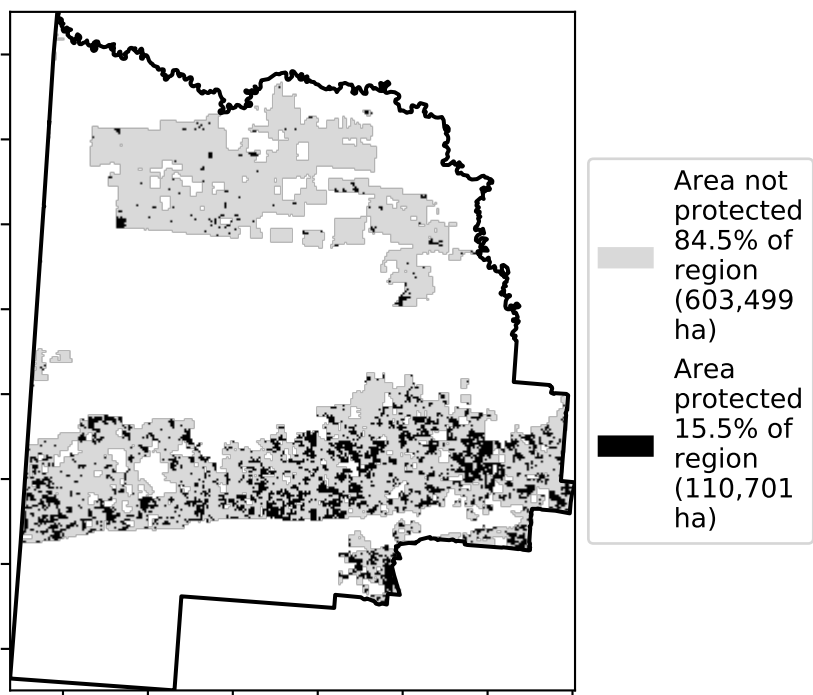 Area not
protected
84.5% of
region
(603,499
ha)
Area
protected
15.5% of
region
(110,701
ha)